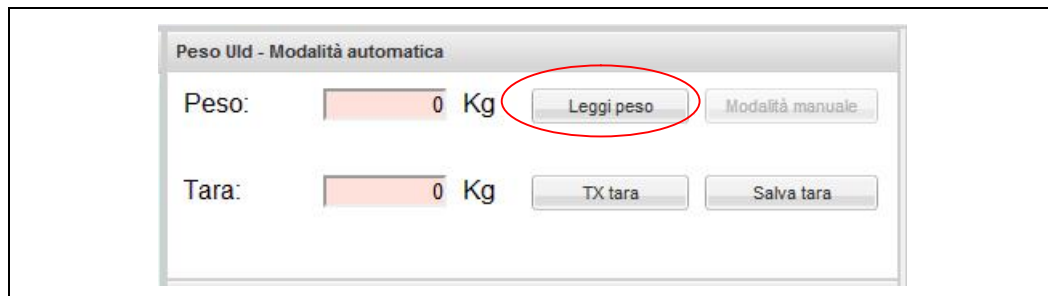 Peso Uld - Modalità automatica
Peso: 0 Kg Leggi peso Modalità manuale
Tara: 0 Kg TX tara Salva tara